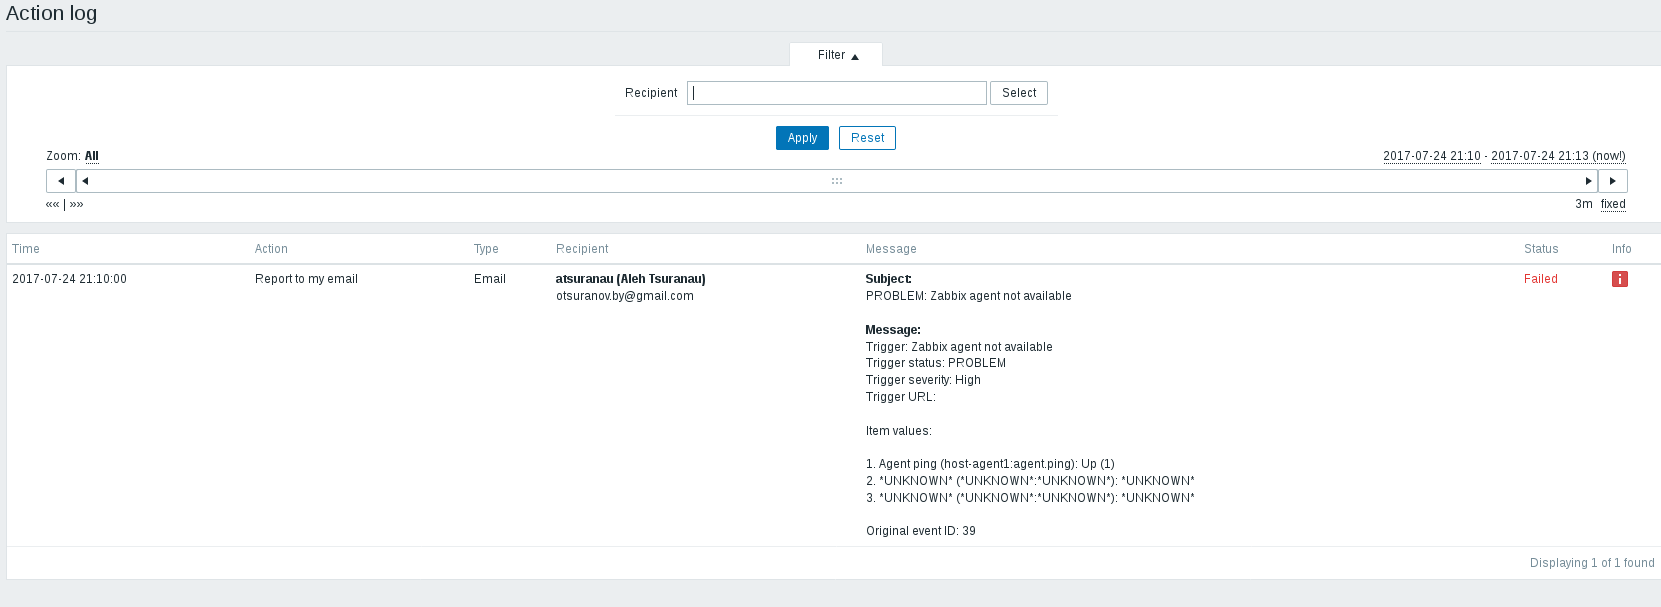 Action log
Filter ▲
Recipient Select
Apply Reset
Zoom: All 2017-07-24 21:10 - 2017-07-24 21:13 (now!)
«« | »» 3m fixed
Time Action Type Recipient Message Status Info
2017-07-24 21:10:00 Report to my email Email atsuranau (Aleh Tsuranau) Subject: Failed i
otsuranov.by@gmail.com PROBLEM: Zabbix agent not available
Message:
Trigger: Zabbix agent not available
Trigger status: PROBLEM
Trigger severity: High
Trigger URL:
Item values:
1. Agent ping (host-agent1:agent.ping): Up (1)
2. *UNKNOWN* (*UNKNOWN*:*UNKNOWN*): *UNKNOWN*
3. *UNKNOWN* (*UNKNOWN*:*UNKNOWN*): *UNKNOWN*
Original event ID: 39
Displaying 1 of 1 found